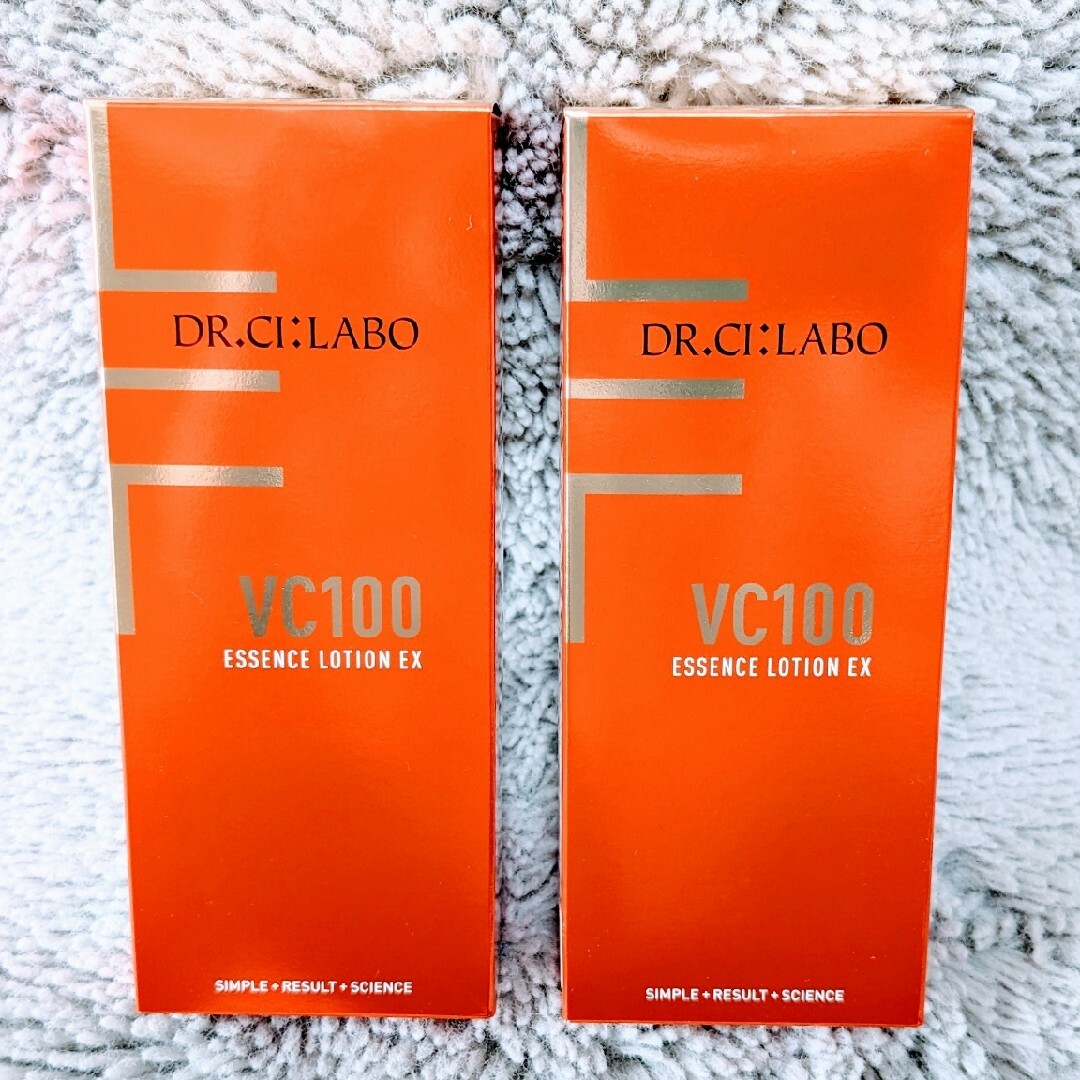 DR.CI:LABO
VC100
ESSENCE LOTION EX
SIMPLE+RESULT+SCIENCE
DR.CI:LABO
VC100
ESSENCE LOTION EX
SIMPLE+RESULT+SCIENCE